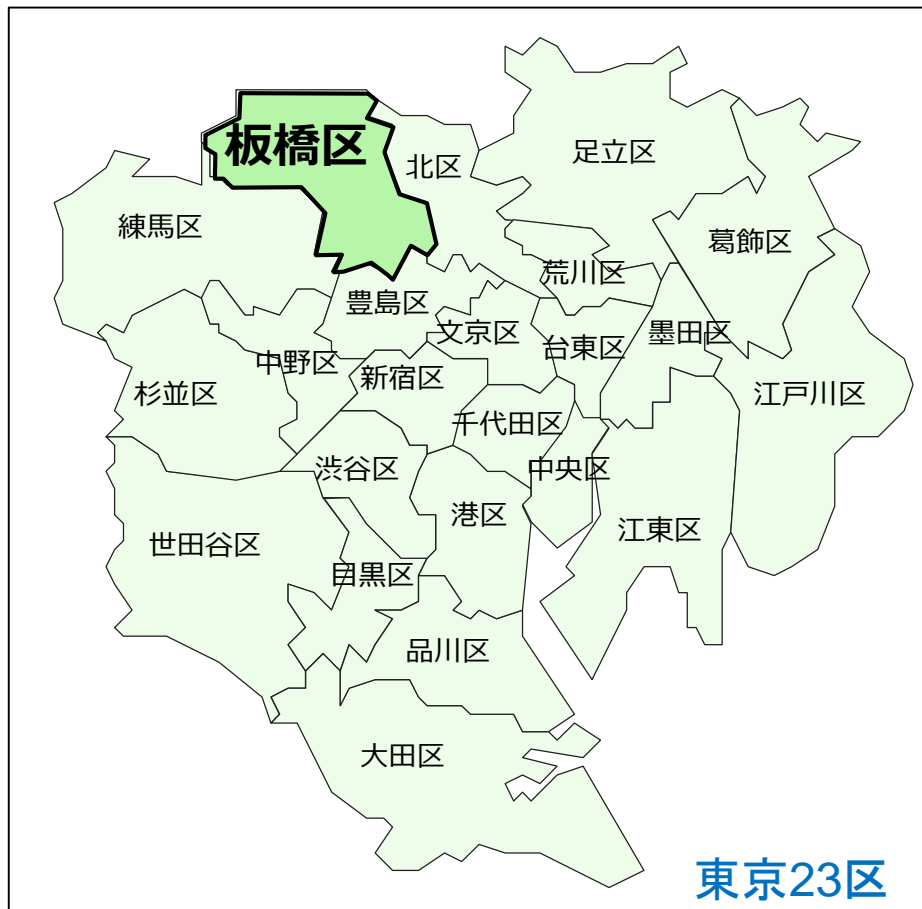 板橋区
北区
足立区
練馬区
葛飾区
荒川区
豊島区
文京区
台東区
墨田区
中野区
新宿区
杉並区
江戸川区
千代田区
渋谷区
中央区
港区
江東区
世田谷区
目黒区
品川区
大田区
東京23区